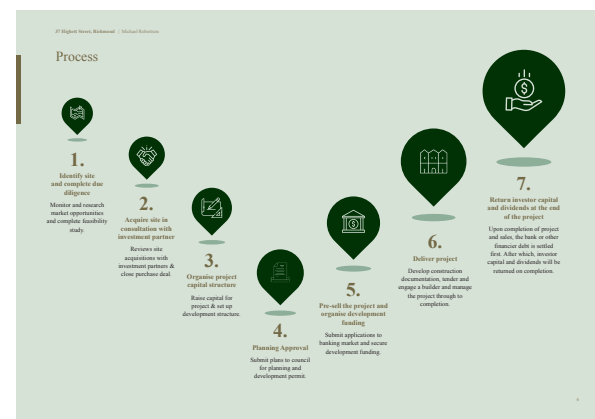 37 Highett Street, Richmond | Michael Robertson
Process
1.
Identify site
and complete due
diligence
Monitor and research
market opportunities
and complete feasibility
study.
2.
Acquire site in
consultation with
investment partner
Reviews site
acquisitions with
investment partners &
close purchase deal.
3.
Organise project
capital structure
Raise capital for
project & set up
development structure.
4.
Planning Approval
Submit plans to council
for planning and
development permit.
5.
Pre-sell the project and
organise development
funding
Submit applications to
banking market and secure
development funding.
6.
Deliver project
Develop construction
documentation, tender and
engage a builder and manage
the project through to
completion.
7.
Return investor capital
and dividends at the end
of the project
Upon completion of project
and sales, the bank or other
financier debt is settled
first. After which, investor
capital and dividends will be
returned on completion.